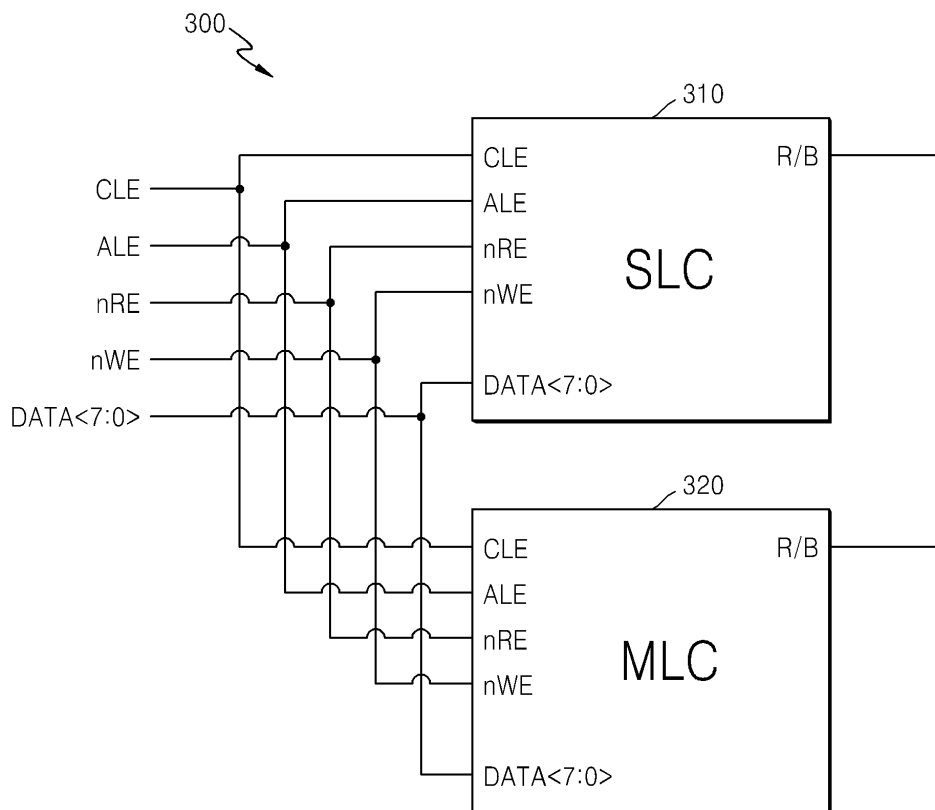 300
310
CLE
R/B
CLE
ALE
ALE
nRE
SLC
nRE
nWE
nWE
DATA<7:0>
DATA<7:0>
320
CLE
R/B
ALE
nRE
MLC
nWE
DATA<7:0>